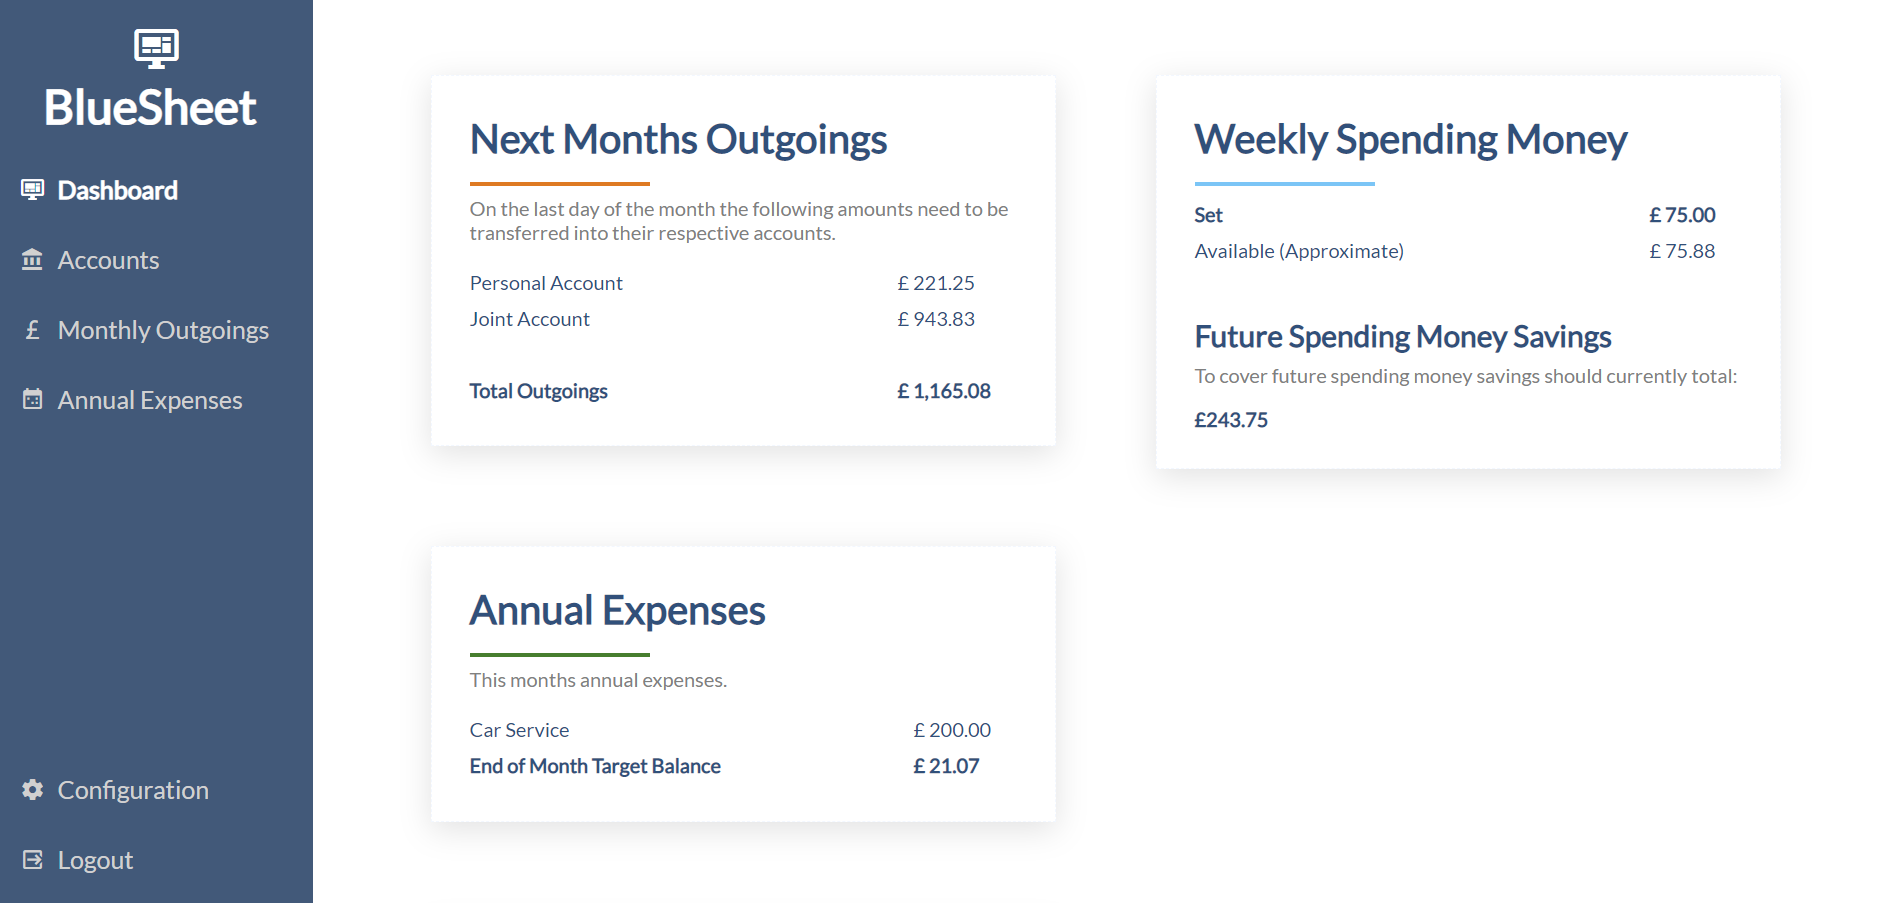 BlueSheet
Dashboard
Accounts
£ Monthly Outgoings
Annual Expenses
Configuration
Logout
Next Months Outgoings
On the last day of the month the following amounts need to be
transferred into their respective accounts.
Personal Account £ 221.25
Joint Account £ 943.83
Total Outgoings £ 1,165.08
Weekly Spending Money
Set £ 75.00
Available (Approximate) £ 75.88
Future Spending Money Savings
To cover future spending money savings should currently total:
£243.75
Annual Expenses
This months annual expenses.
Car Service £ 200.00
End of Month Target Balance £ 21.07